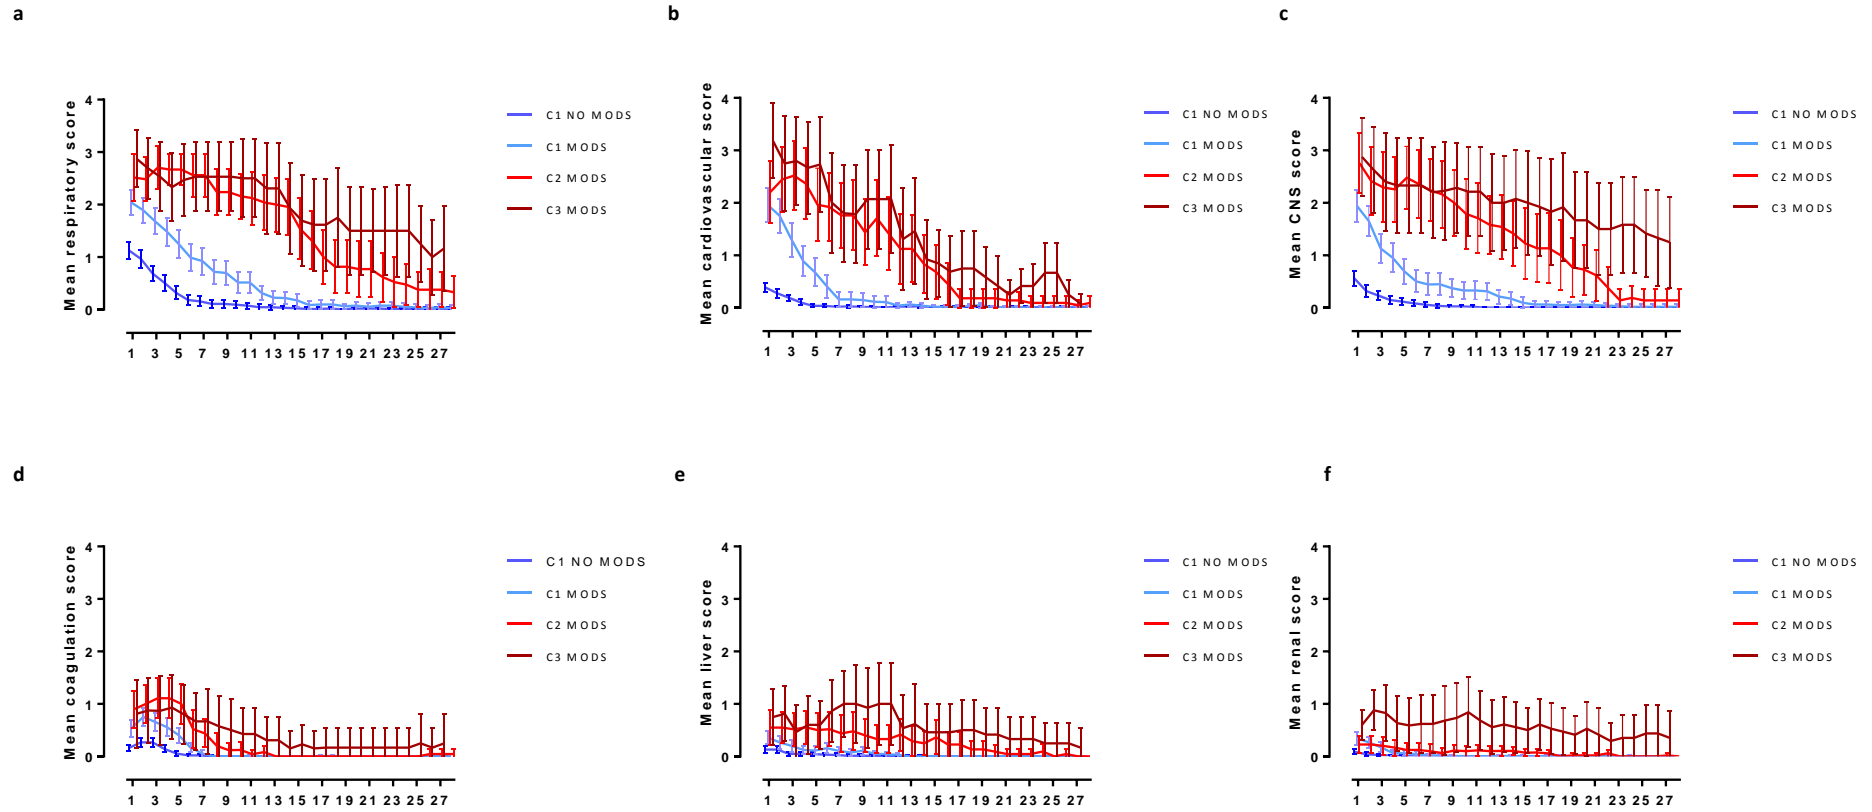 a
Mean respiratory score
4
3
2
1
0
1 3 5 7 9 11 13 15 17 19 21 23 25 27
C1 NO MODS
C1 MODS
C2 MODS
C3 MODS
b
Mean cardiovascular score
4
3
2
1
0
1 3 5 7 9 11 13 15 17 19 21 23 25 27
C1 NO MODS
C1 MODS
C2 MODS
C3 MODS
c
Mean CNS score
4
3
2
1
0
1 3 5 7 9 11 13 15 17 19 21 23 25 27
C1 NO MODS
C1 MODS
C2 MODS
C3 MODS
d
Mean coagulation score
4
3
2
1
0
1 3 5 7 9 11 13 15 17 19 21 23 25 27
C1 NO MODS
C1 MODS
C2 MODS
C3 MODS
e
Mean liver score
4
3
2
1
0
1 3 5 7 9 11 13 15 17 19 21 23 25 27
C1 NO MODS
C1 MODS
C2 MODS
C3 MODS
f
Mean renal score
4
3
2
1
0
1 3 5 7 9 11 13 15 17 19 21 23 25 27
C1 NO MODS
C1 MODS
C2 MODS
C3 MODS